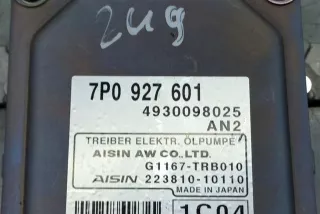 249
7P0 927 601
4930098025
AN2
TREIBER ELEKTR. ÖLPUMPE
AISIN AW CO.,LTD.
G1167-TRB010
AISIN 223810-10110
MADE IN JAPAN
1C04